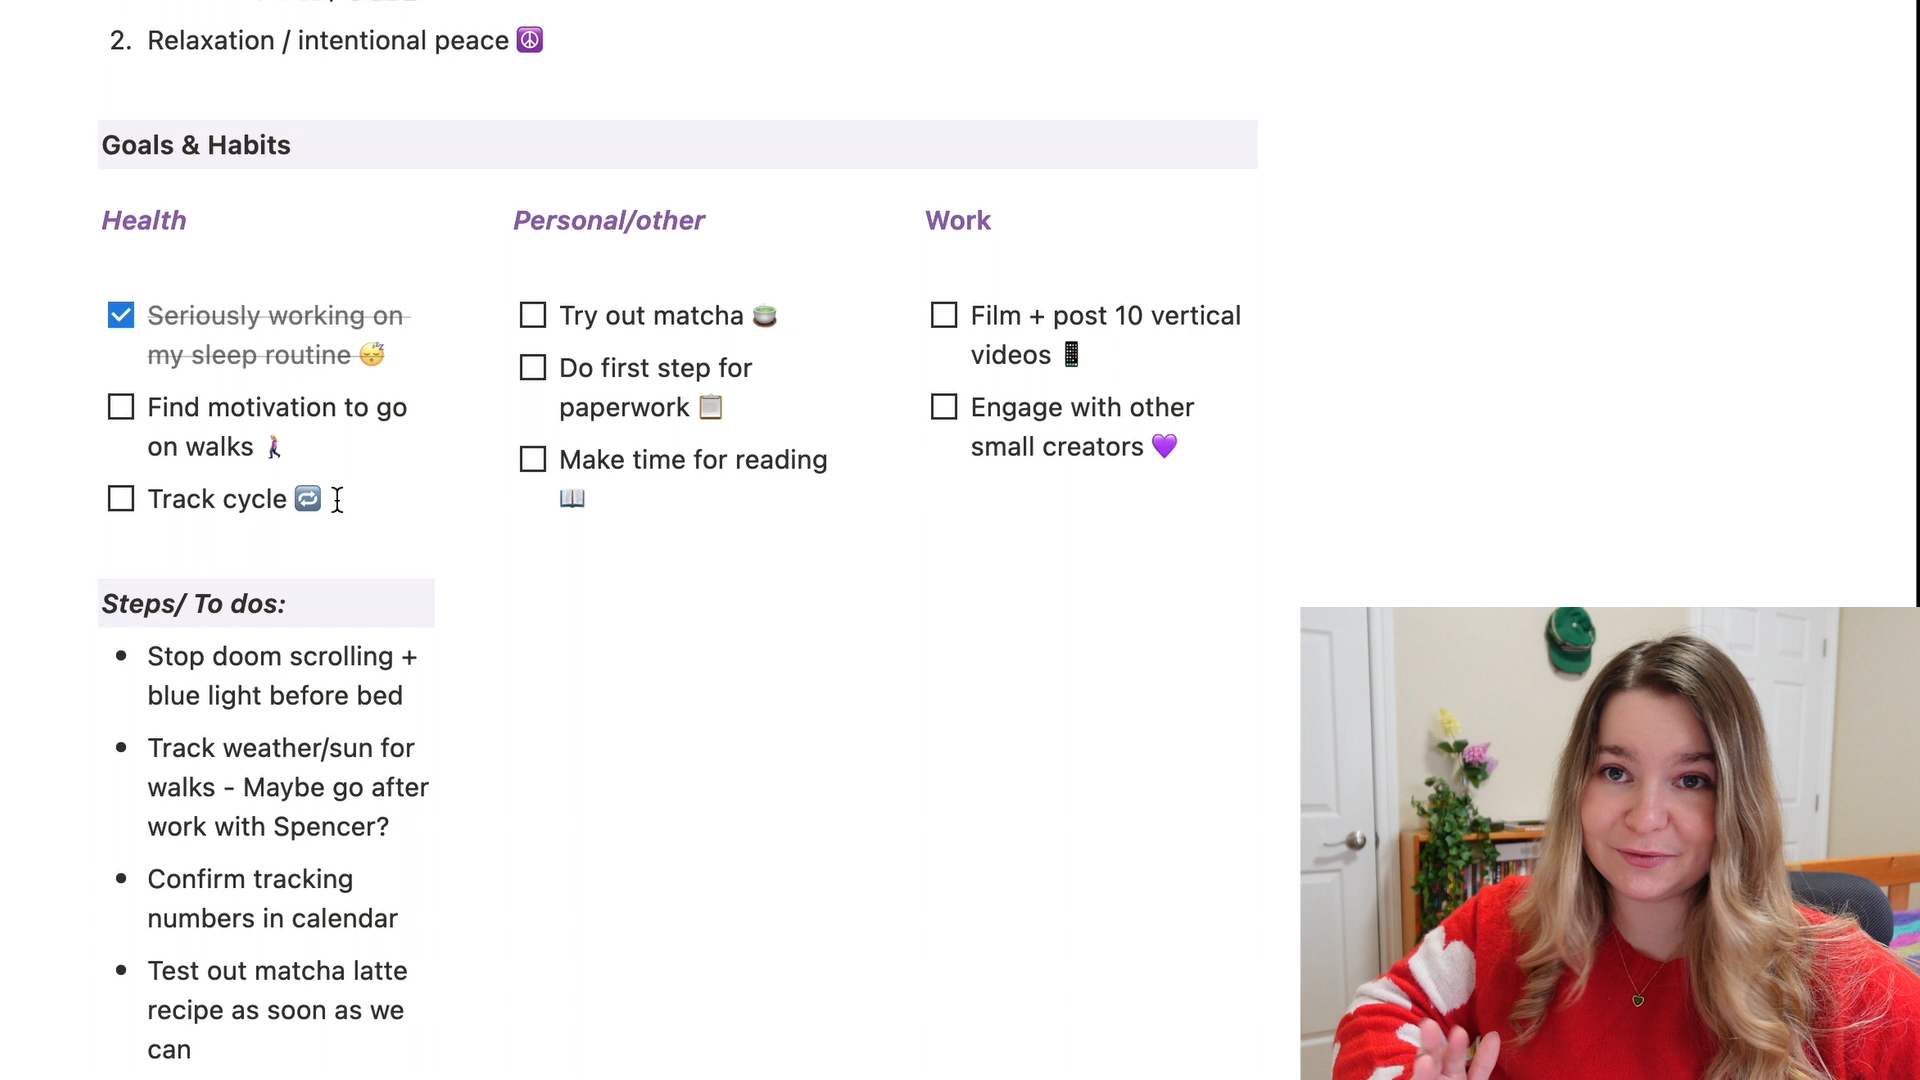 2. Relaxation / intentional peace ☮️
Goals & Habits
Health
Seriously working on
my sleep routine 😴
Find motivation to go
on walks 🚶‍♀️
Track cycle 🔁
Personal/other
Try out matcha 🍵
Do first step for
paperwork 📋
Make time for reading
📖
Work
Film + post 10 vertical
videos 📱
Engage with other
small creators 💜
Steps/ To dos:
• Stop doom scrolling +
blue light before bed
• Track weather/sun for
walks - Maybe go after
work with Spencer?
• Confirm tracking
numbers in calendar
• Test out matcha latte
recipe as soon as we
can